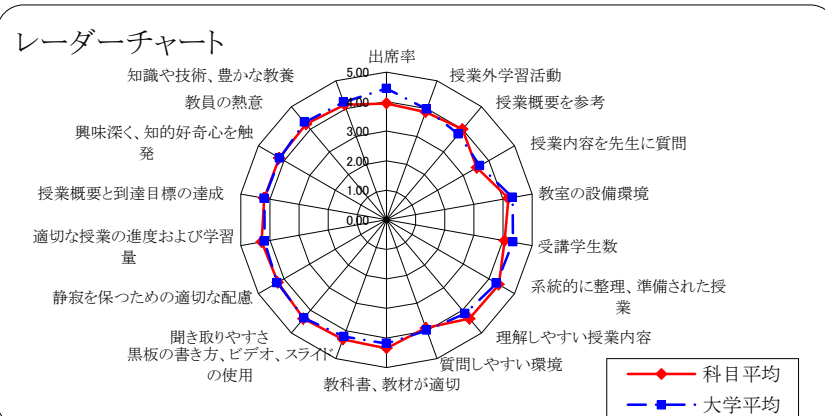 レーダーチャート
出席率
授業外学習活動
授業概要を参考
授業内容を先生に質問
教室の設備環境
受講学生数
系統的に整理、準備された授
業
理解しやすい授業内容
質問しやすい環境
教科書、教材が適切
黒板の書き方、ビデオ、スライド
の使用
聞き取りやすさ
静寂を保つための適切な配慮
適切な授業の進度および学習
量
授業概要と到達目標の達成
興味深く、知的好奇心を触
発
教員の熱意
知識や技術、豊かな教養
5.00
4.00
3.00
2.00
1.00
0.00
科目平均
大学平均